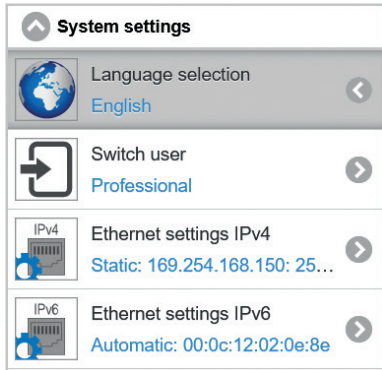 System settings
Language selection
English
Switch user
Professional
IPv4
Ethernet settings IPv4
Static: 169.254.168.150: 25...
IPv6
Ethernet settings IPv6
Automatic: 00:0c:12:02:0e:8e